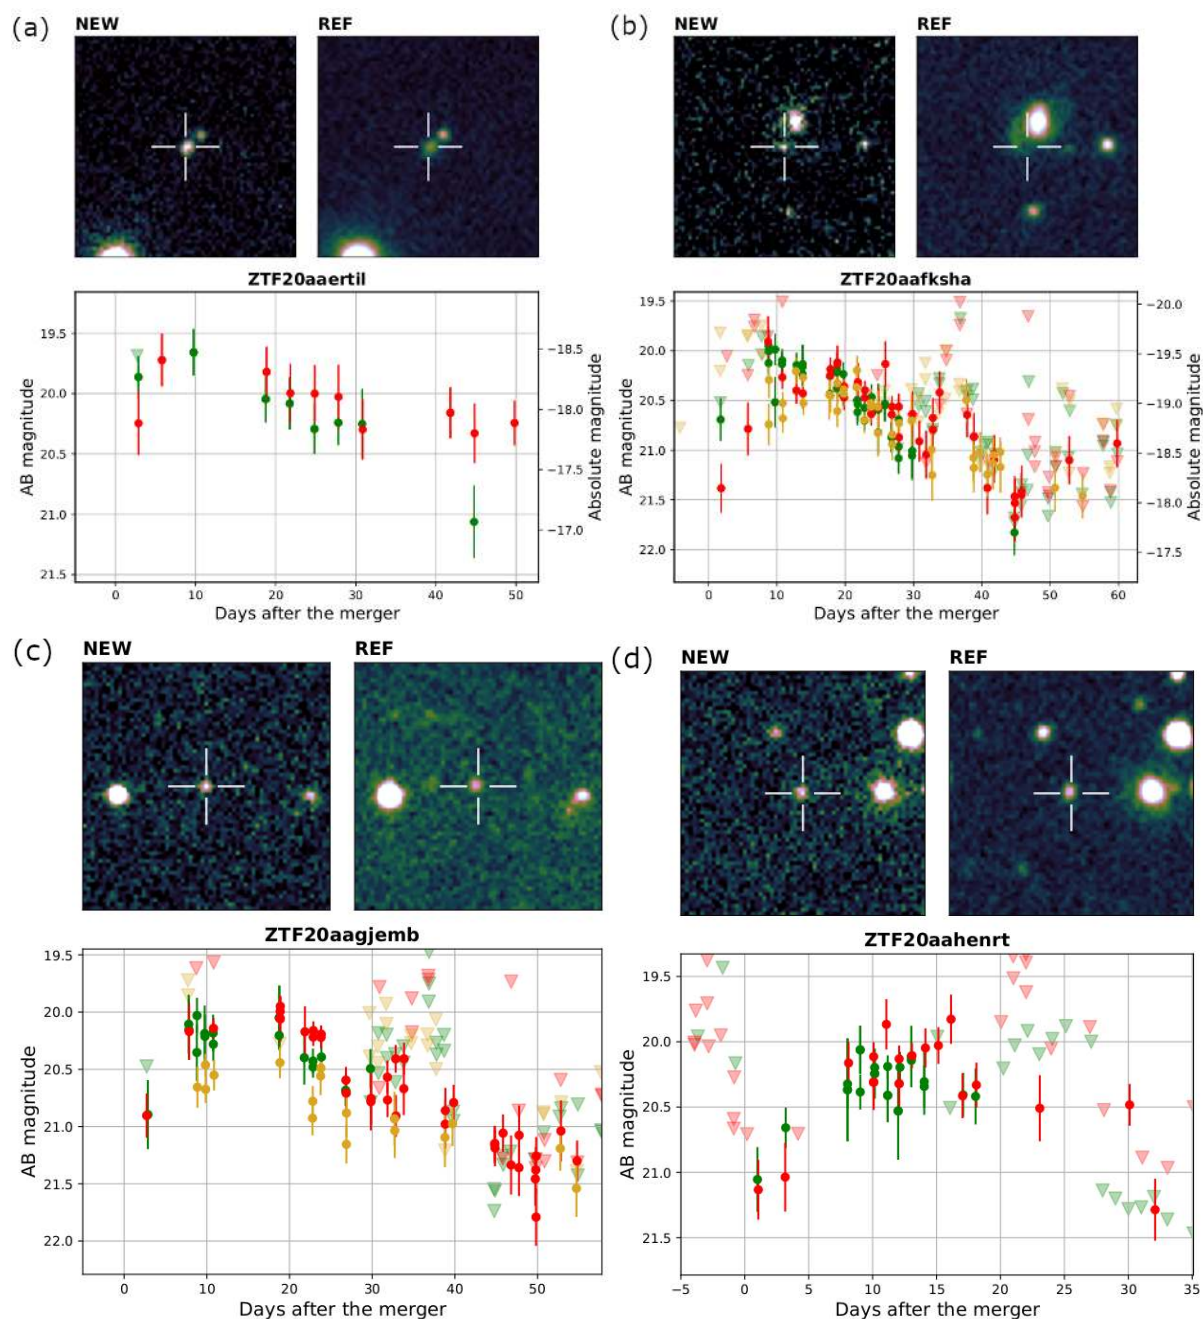 (a)
NEW
REF
ZTF20aaertil
AB magnitude
19.5
20.0
20.5
21.0
21.5
−18.5
−18.0
−17.5
−17.0
Absolute magnitude
0
10
20
30
40
50
Days after the merger
(b)
NEW
REF
ZTF20aafksha
AB magnitude
19.5
20.0
20.5
21.0
21.5
22.0
−20.0
−19.5
−19.0
−18.5
−18.0
−17.5
Absolute magnitude
0
10
20
30
40
50
60
Days after the merger
(c)
NEW
REF
ZTF20aagjemb
AB magnitude
19.5
20.0
20.5
21.0
21.5
22.0
0
10
20
30
40
50
Days after the merger
(d)
NEW
REF
ZTF20aahenrt
AB magnitude
19.5
20.0
20.5
21.0
21.5
−5
0
5
10
15
20
25
30
35
Days after the merger